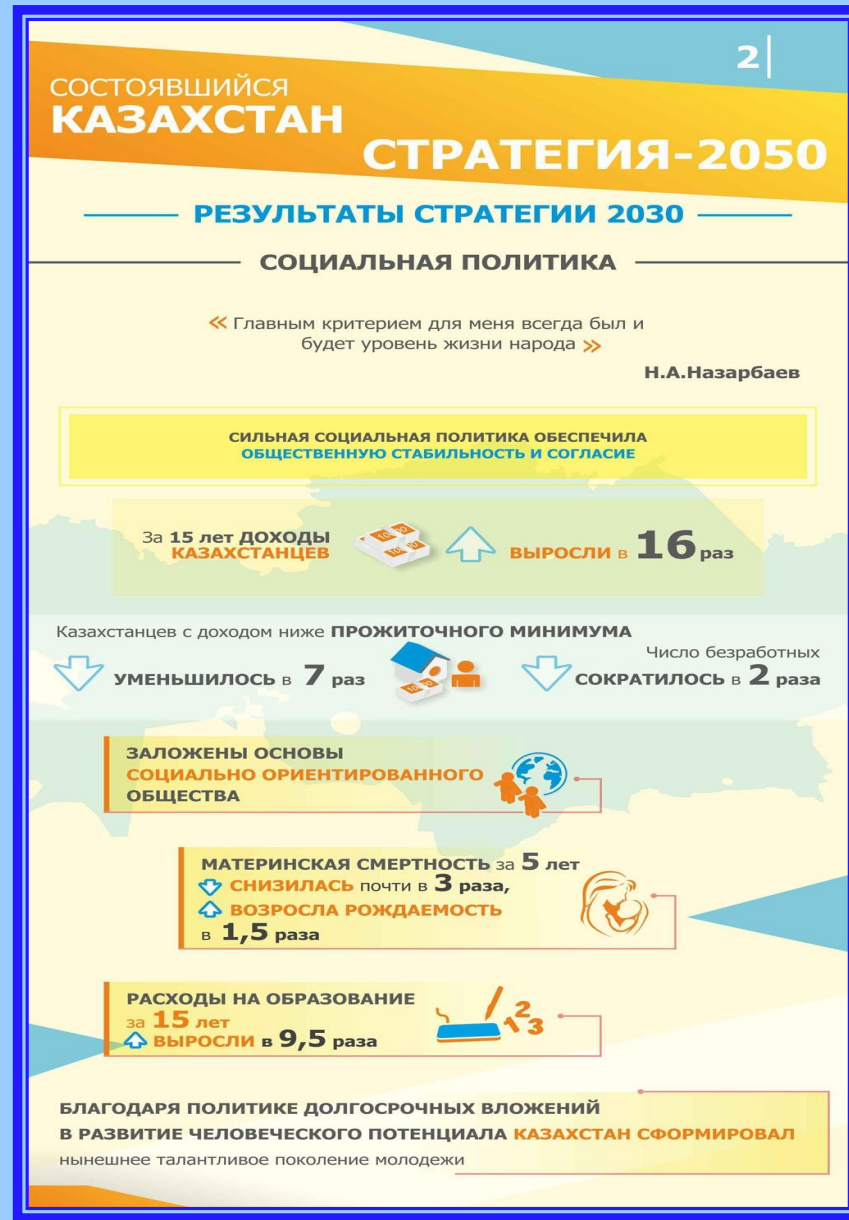 2
СОСТОЯВШИЙСЯ
КАЗАХСТАН
СТРАТЕГИЯ-2050
РЕЗУЛЬТАТЫ СТРАТЕГИИ 2030
СОЦИАЛЬНАЯ ПОЛИТИКА
« Главным критерием для меня всегда был и
будет уровень жизни народа »
Н.А.Назарбаев
СИЛЬНАЯ СОЦИАЛЬНАЯ ПОЛИТИКА ОБЕСПЕЧИЛА
ОБЩЕСТВЕННУЮ СТАБИЛЬНОСТЬ И СОГЛАСИЕ
За 15 лет ДОХОДЫ
КАЗАХСТАНЦЕВ
ВЫРОСЛИ в 16 раз
Казахстанцев с доходом ниже ПРОЖИТОЧНОГО МИНИМУМА
УМЕНЬШИЛОСЬ в 7 раз
Число безработных
СОКРАТИЛОСЬ в 2 раза
ЗАЛОЖЕНЫ ОСНОВЫ
СОЦИАЛЬНО ОРИЕНТИРОВАННОГО
ОБЩЕСТВА
МАТЕРИНСКАЯ СМЕРТНОСТЬ за 5 лет
СНИЗИЛАСЬ почти в 3 раза,
ВОЗРОСЛА РОЖДАЕМОСТЬ
в 1,5 раза
РАСХОДЫ НА ОБРАЗОВАНИЕ
за 15 лет
ВЫРОСЛИ в 9,5 раза
1 2 3
БЛАГОДАРЯ ПОЛИТИКЕ ДОЛГОСРОЧНЫХ ВЛОЖЕНИЙ
В РАЗВИТИЕ ЧЕЛОВЕЧЕСКОГО ПОТЕНЦИАЛА КАЗАХСТАН СФОРМИРОВАЛ
нынешнее талантливое поколение молодежи